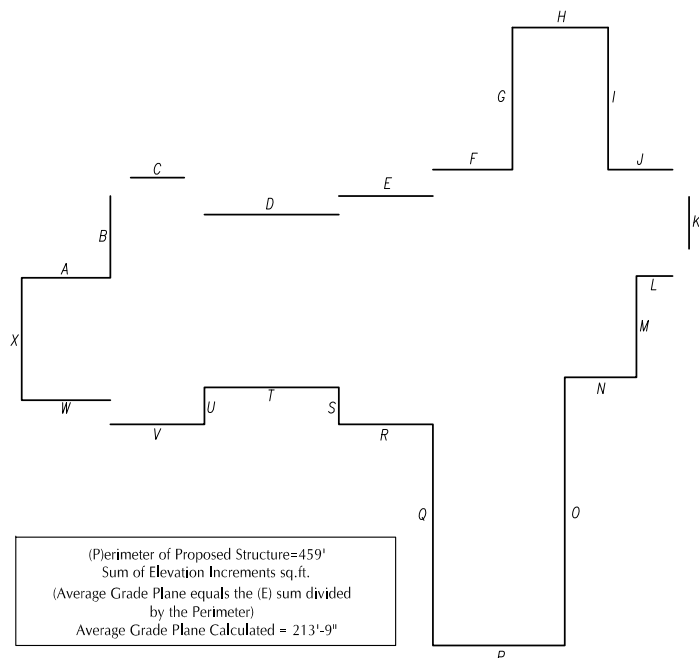 H
G
I
F
J
C
E
D
K
B
A
L
X
M
T
N
W
U
S
V
R
Q
O
(P)erimeter of Proposed Structure=459'
Sum of Elevation Increments sq.ft.
(Average Grade Plane equals the (E) sum divided
by the Perimeter)
Average Grade Plane Calculated = 213'-9"
P